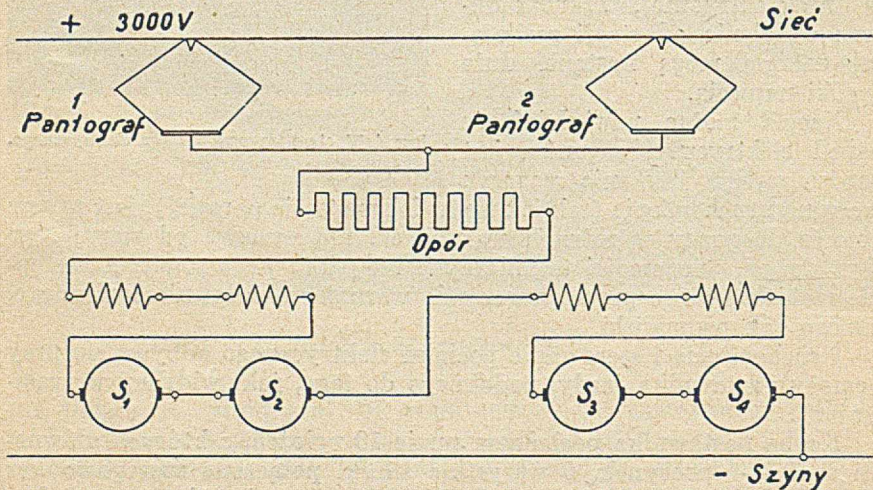 + 3000V
Sieć
1
Pantograf
2
Pantograf
Opór
S1
S2
S3
S4
- Szyny